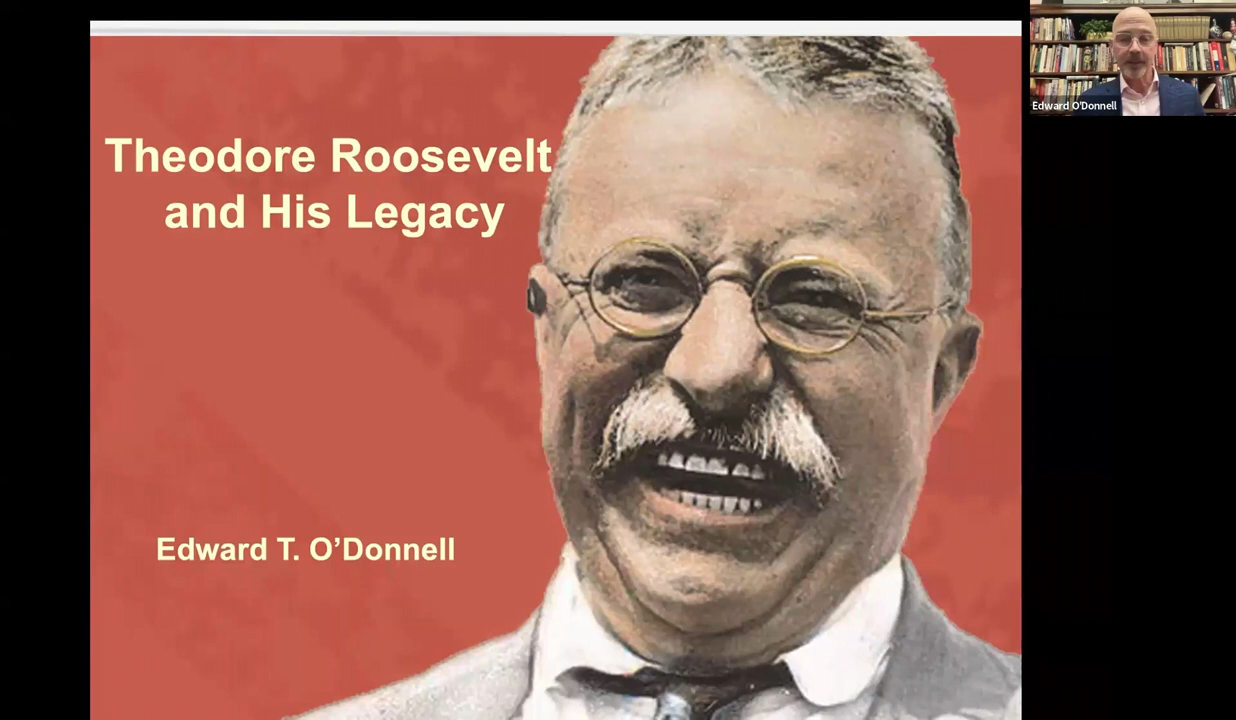 Theodore Roosevelt
and His Legacy
Edward T. O’Donnell
Edward O'Donnell